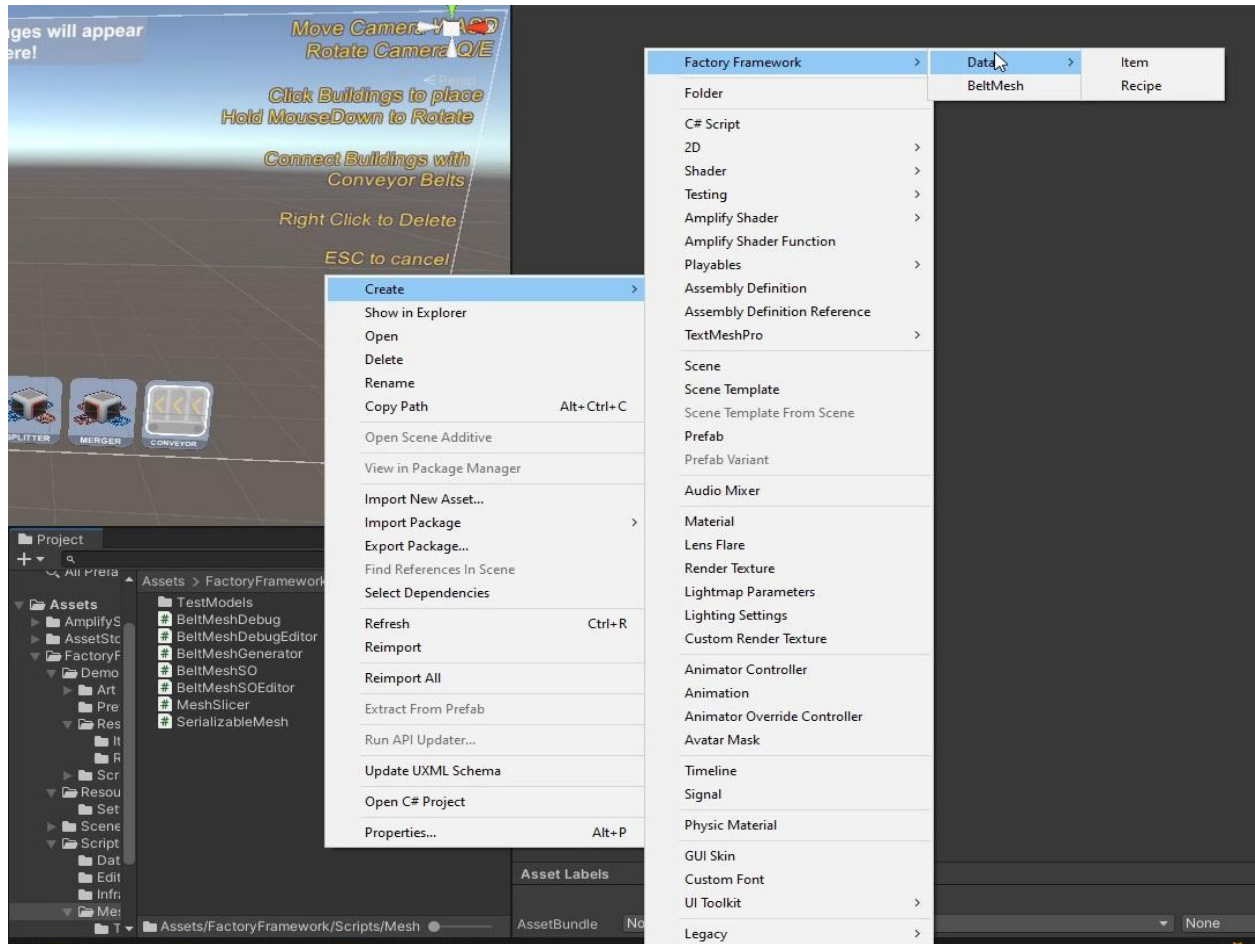 ges will appear
ere!
Move Camera WASD
Rotate Camera Q/E
Persp
Click Buildings to place
Hold MouseDown to Rotate
Connect Buildings with
Conveyor Belts
Right Click to Delete
ESC to cancel
SPLITTER
MERGER
CONVEYOR
Create
Show in Explorer
Open
Delete
Rename
Copy Path Alt+Ctrl+C
Open Scene Additive
View in Package Manager
Import New Asset...
Import Package
Export Package...
Find References In Scene
Select Dependencies
Refresh Ctrl+R
Reimport
Reimport All
Extract From Prefab
Run API Updater...
Update UXML Schema
Open C# Project
Properties... Alt+P
Factory Framework
Folder
C# Script
2D
Shader
Testing
Amplify Shader
Amplify Shader Function
Playables
Assembly Definition
Assembly Definition Reference
TextMeshPro
Scene
Scene Template
Scene Template From Scene
Prefab
Prefab Variant
Audio Mixer
Material
Lens Flare
Render Texture
Lightmap Parameters
Lighting Settings
Custom Render Texture
Animator Controller
Animation
Animator Override Controller
Avatar Mask
Timeline
Signal
Physic Material
GUI Skin
Custom Font
UI Toolkit
Legacy
Data
BeltMesh
Item
Recipe
Project
All Prefa
Assets
AmplifyS
AssetSto
FactoryF
Demo
Art
Pre
Res
It
R
Scr
Resou
Set
Scene
Script
Dat
Edit
Infra
Me
T
Assets > FactoryFramework
TestModels
BeltMeshDebug
BeltMeshDebugEditor
BeltMeshGenerator
BeltMeshSO
BeltMeshSOEditor
MeshSlicer
SerializableMesh
Assets/FactoryFramework/Scripts/Mesh
Asset Labels
AssetBundle No
None